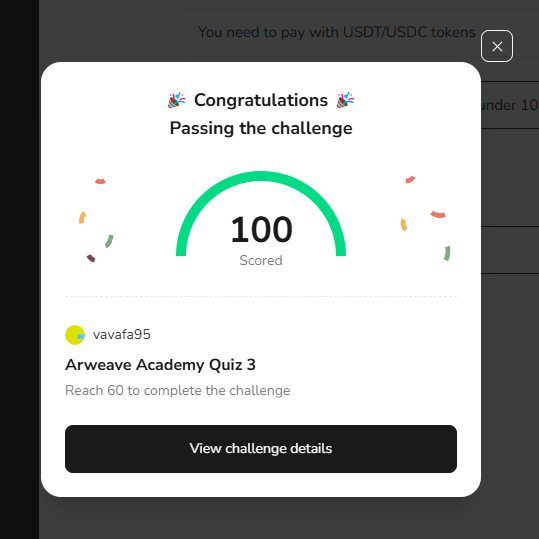 You need to pay with USDT/USDC tokens
Congratulations
under 10
Passing the challenge
100
Scored
vavafa95
Arweave Academy Quiz 3
Reach 60 to complete the challenge
View challenge details